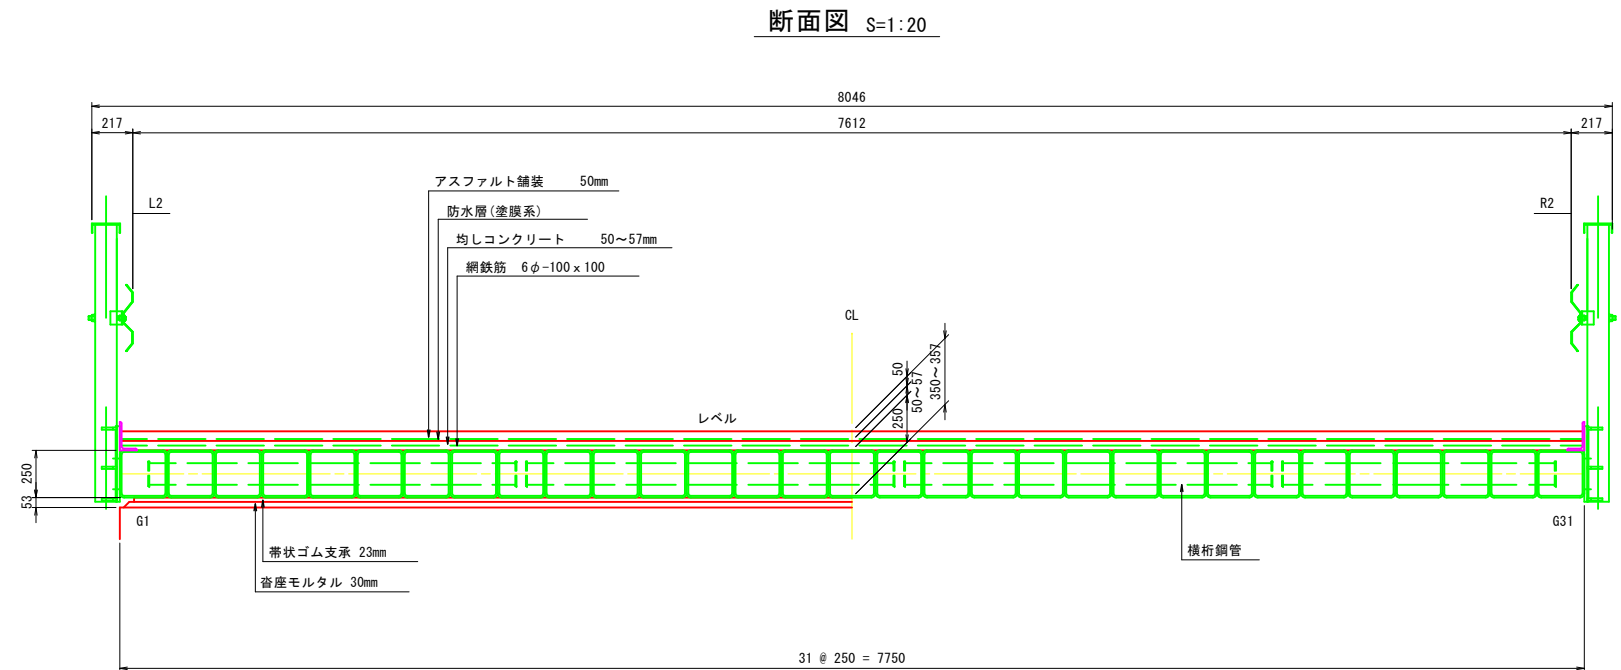 断面図 S=1:20
8046
217 7612 217
アスファルト舗装 50mm
L2
R2
防水層(塗膜系)
均しコンクリート 50～57mm
網鉄筋 6φ-100x100
CL
50
50～57
250
350～357
レベル
250
53
G1
G31
帯状ゴム支承 23mm
横桁鋼管
沓座モルタル 30mm
31 @ 250 = 7750